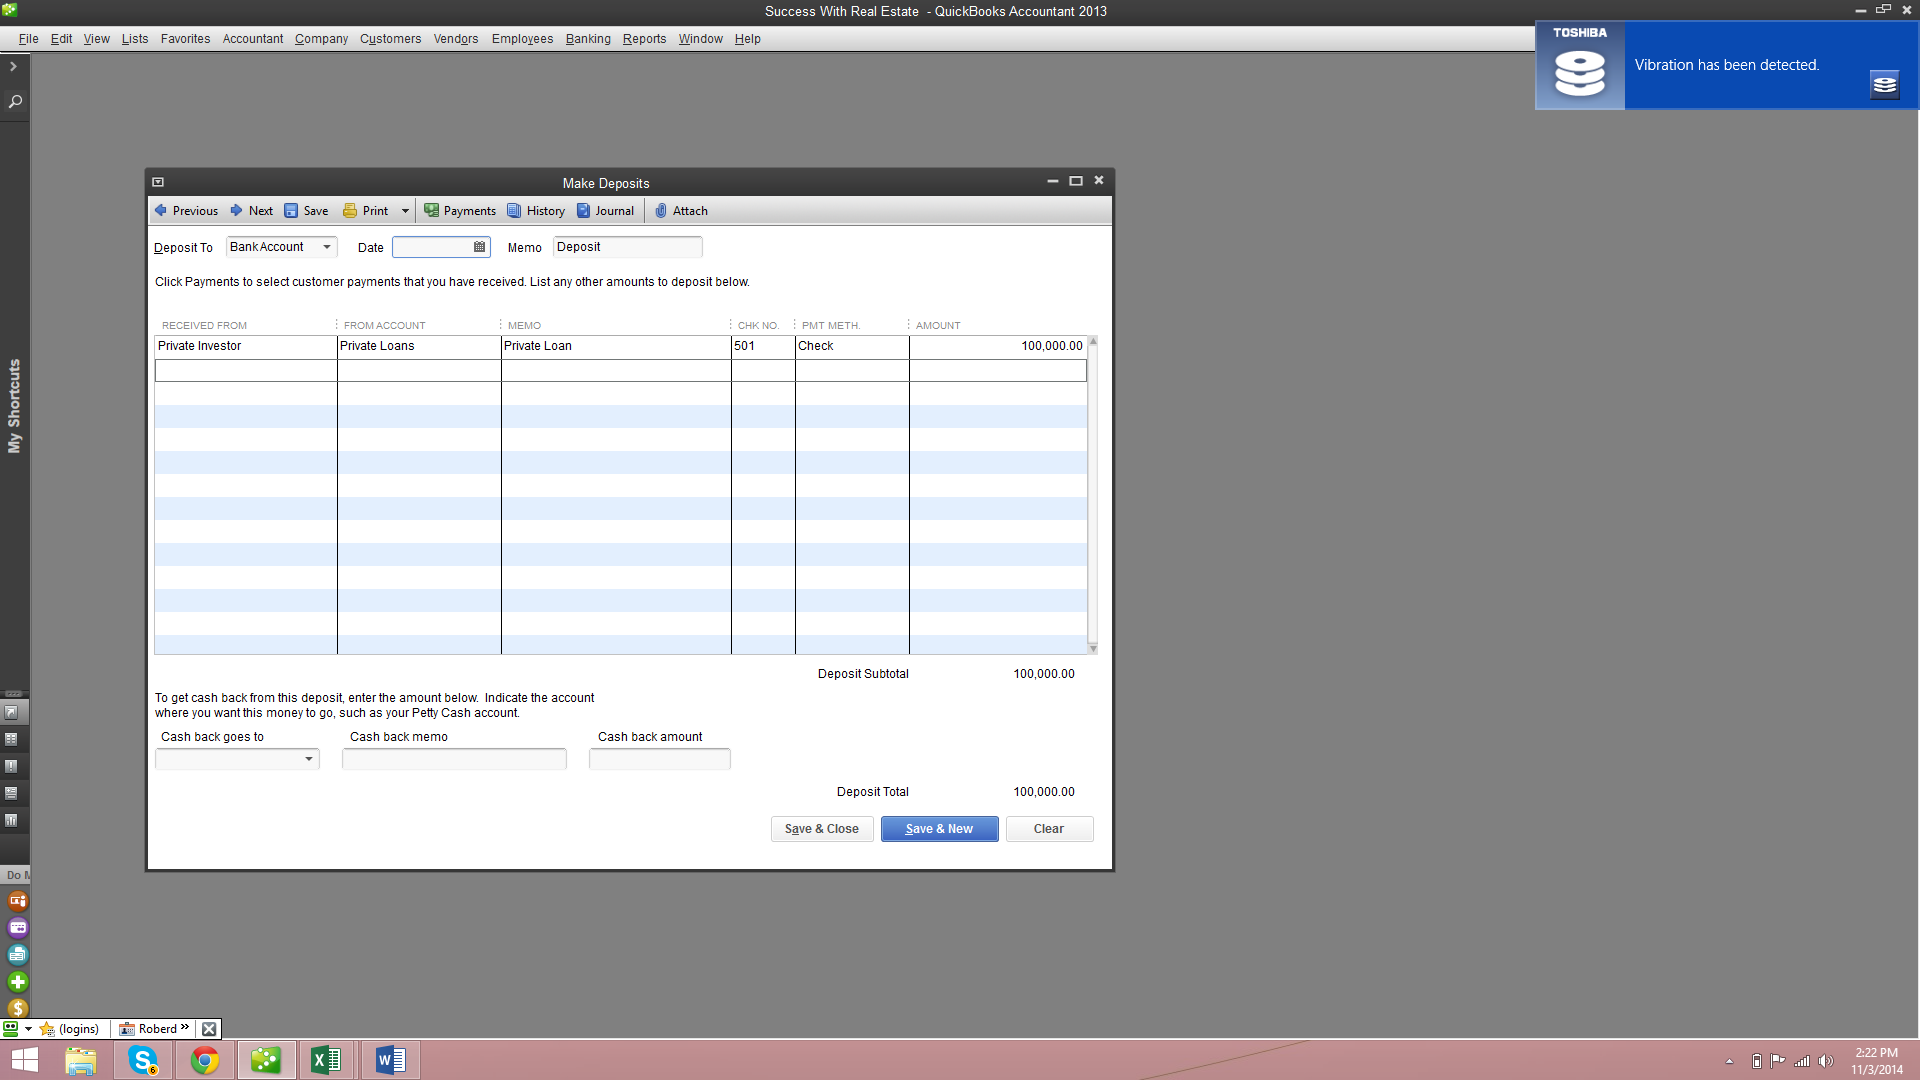 Success With Real Estate - QuickBooks Accountant 2013
File Edit View Lists Favorites Accountant Company Customers Vendors Employees Banking Reports Window Help
TOSHIBA
Vibration has been detected.
My Shortcuts
Make Deposits
Previous Next Save Print Payments History Journal Attach
Deposit To Bank Account Date Memo Deposit
Click Payments to select customer payments that you have received. List any other amounts to deposit below.
RECEIVED FROM FROM ACCOUNT MEMO CHK NO. PMT METH. AMOUNT
Private Investor Private Loans Private Loan 501 Check 100,000.00
Deposit Subtotal 100,000.00
To get cash back from this deposit, enter the amount below. Indicate the account
where you want this money to go, such as your Petty Cash account.
Cash back goes to Cash back memo Cash back amount
Deposit Total 100,000.00
Save & Close Save & New Clear
Do
$
(logins) Roberd »
6
2:22 PM
11/3/2014